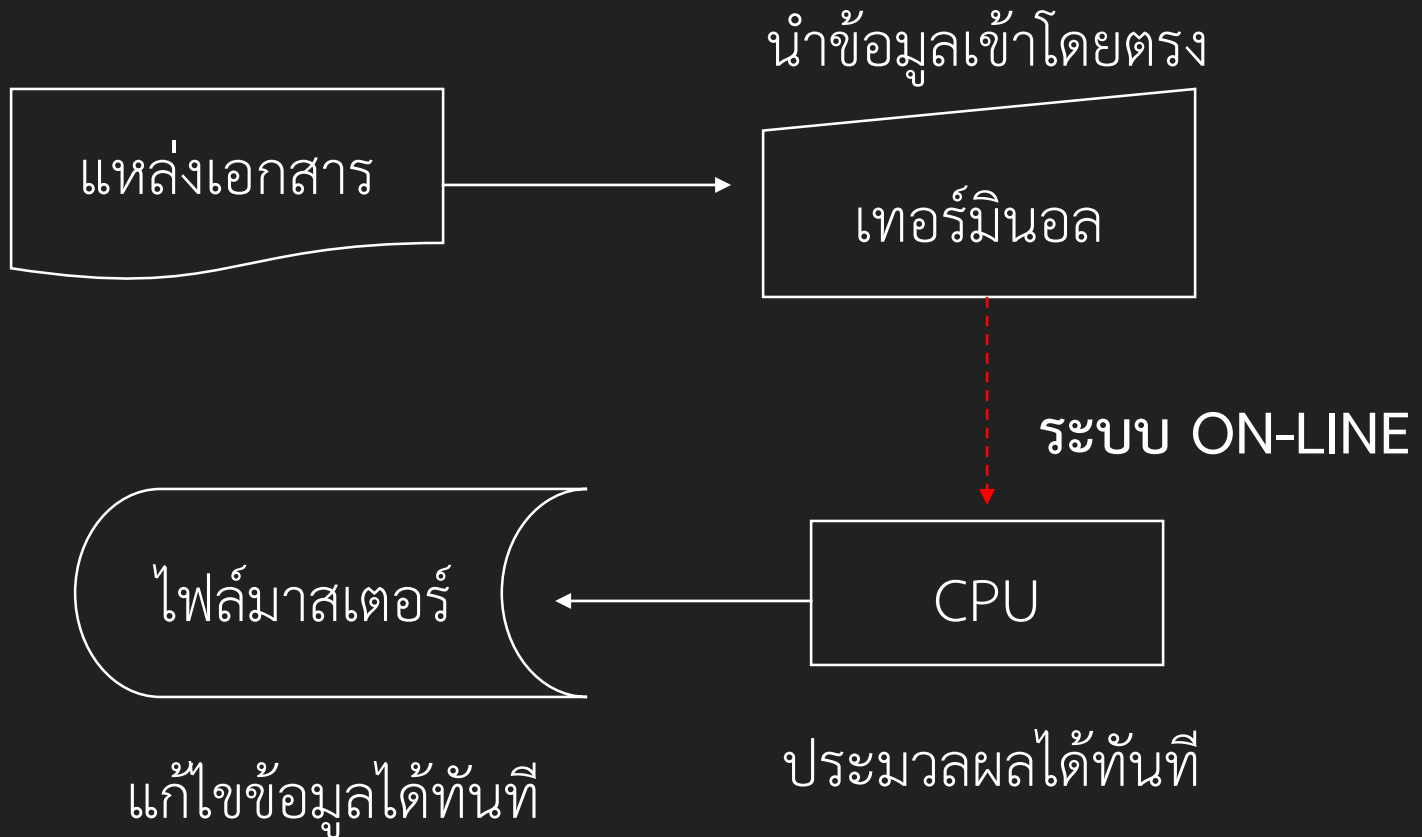 นำข้อมูลเข้าโดยตรง
แหล่งเอกสาร
เทอร์มินอล
ระบบ ON-LINE
ไฟล์มาสเตอร์
CPU
ประมวลผลได้ทันที
แก้ไขข้อมูลได้ทันที